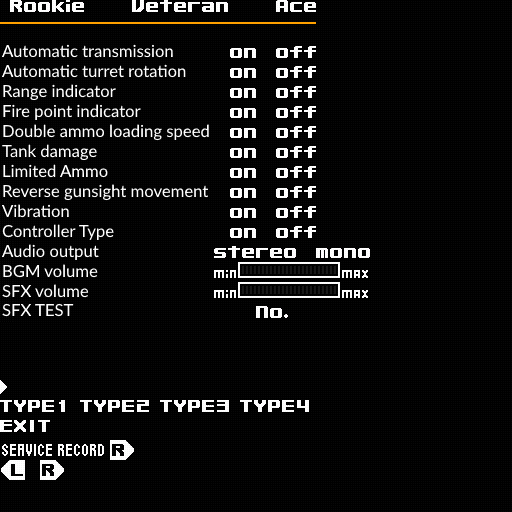 Rookie Veteran Ace
Automatic transmission on off
Automatic turret rotation on off
Range indicator on off
Fire point indicator on off
Double ammo loading speed on off
Tank damage on off
Limited Ammo on off
Reverse gunsight movement on off
Vibration on off
Controller Type on off
Audio output stereo mono
BGM volume min max
SFX volume min max
SFX TEST No.
TYPE1 TYPE2 TYPE3 TYPE4
EXIT
SERVICE RECORD R
L R